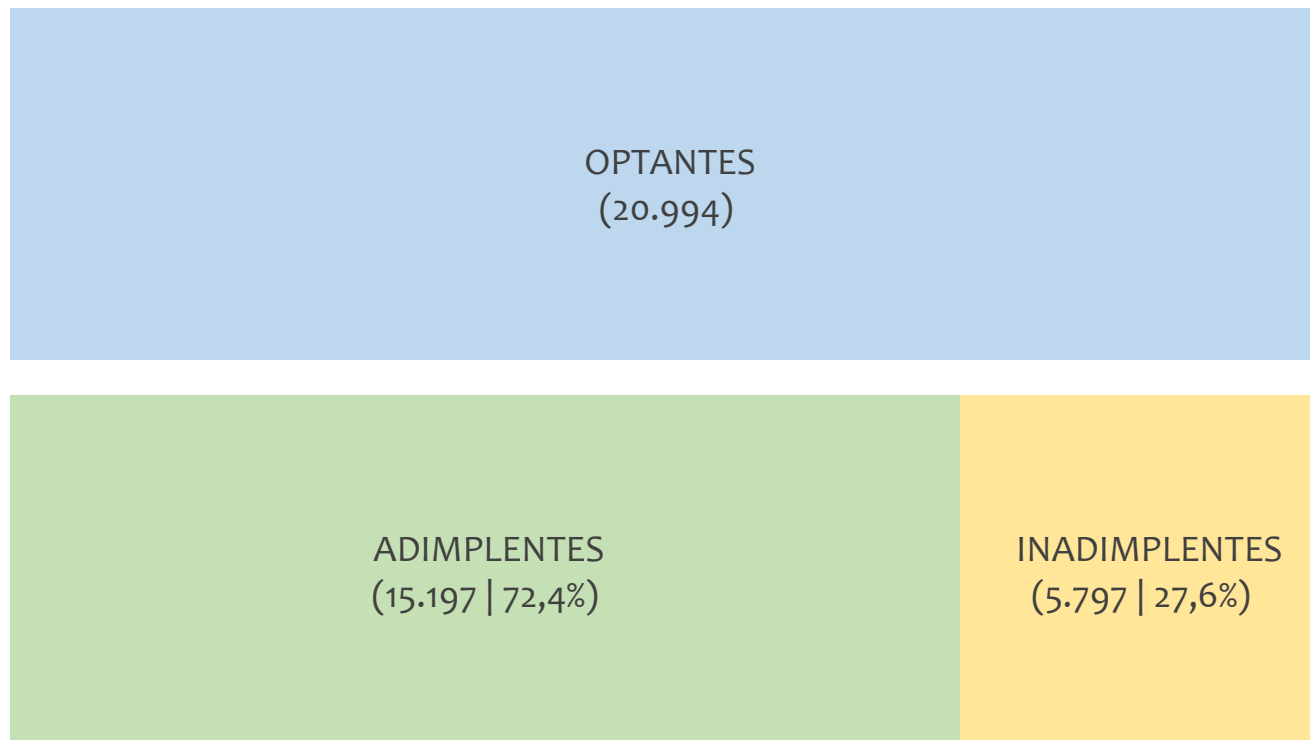 OPTANTES
(20.994)
ADIMPLENTES
(15.197 | 72,4%)
INADIMPLENTES
(5.797 | 27,6%)